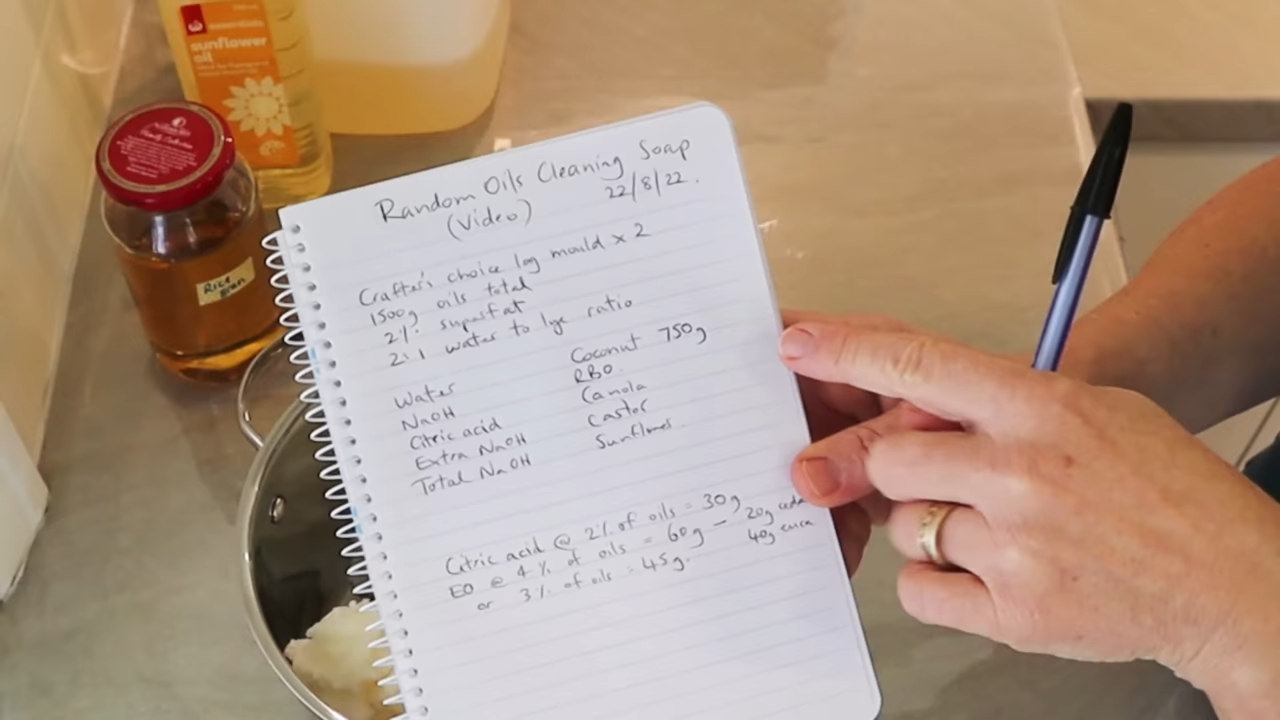 essentials
sunflower
oil
Family Collection
Rice
Bran
Random Oils Cleaning Soap
(Video) 22/8/22.
Crafter's choice log mould x 2
1500g oils total
2% superfat
2:1 water to lye ratio
Water
NaOH
Citric acid
Extra NaOH
Total NaOH
Coconut 750g
RBO.
Canola
Castor
Sunflower
Citric acid @ 2% of oils = 30g
EO @ 4% of oils = 60g - 20g
or 3% of oils = 45g. 40g